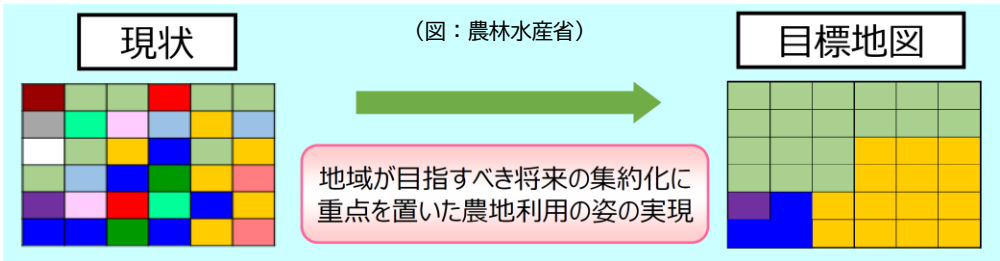 現状
（図：農林水産省）
目標地図
地域が目指すべき将来の集約化に
重点を置いた農地利用の姿の実現